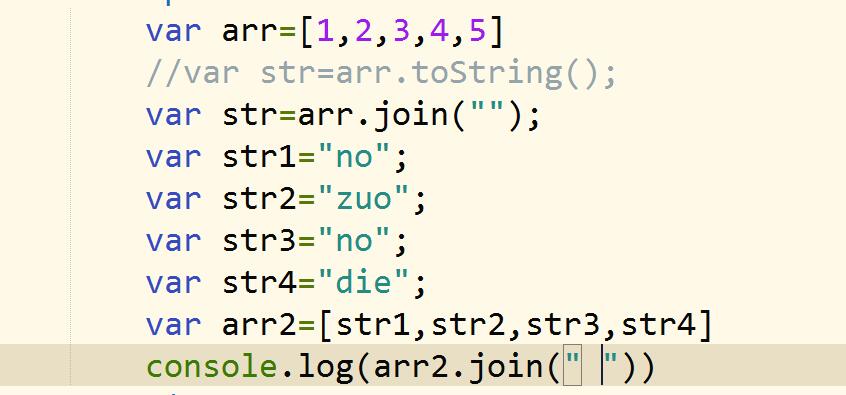 var arr=[1,2,3,4,5]
//var str=arr.toString();
var str=arr.join("");
var str1="no";
var str2="zuo";
var str3="no";
var str4="die";
var arr2=[str1,str2,str3,str4]
console.log(arr2.join(" "))